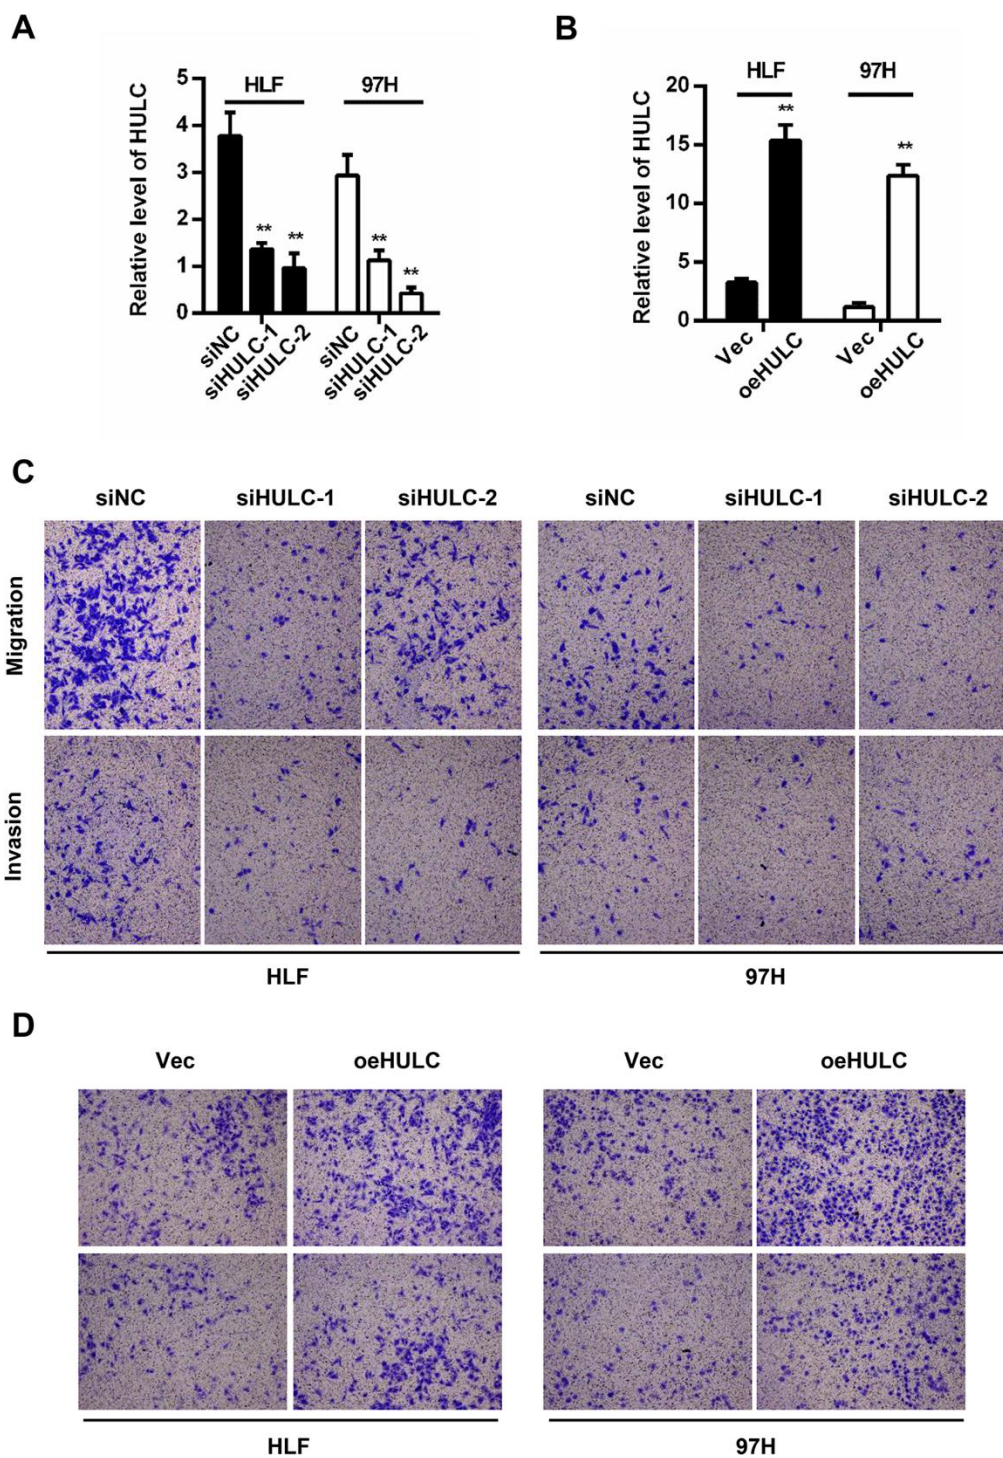 A
HLF 97H
Relative level of HULC
5
4
3
2
1
0
** ** ** **
siNC siHULC-1 siHULC-2 siNC siHULC-1 siHULC-2
B
HLF 97H
Relative level of HULC
20
15
10
5
0
** **
Vec oeHULC Vec oeHULC
C
siNC siHULC-1 siHULC-2 siNC siHULC-1 siHULC-2
Migration
Invasion
HLF 97H
D
Vec oeHULC Vec oeHULC
HLF 97H